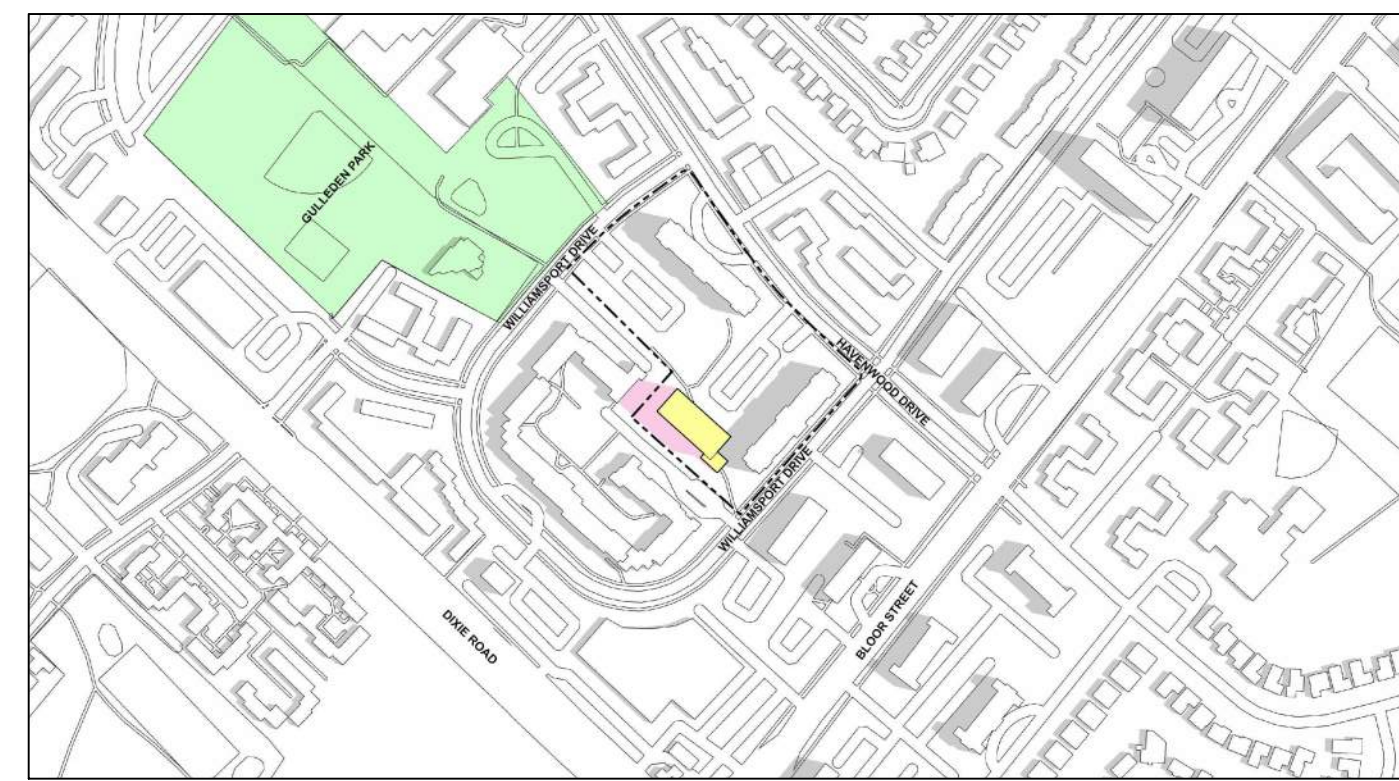 GULLEDEN PARK
WILLIAMSPORT DRIVE
HAVENWOOD DRIVE
WILLIAMSPORT DRIVE
BLOOR STREET
DIXIE ROAD